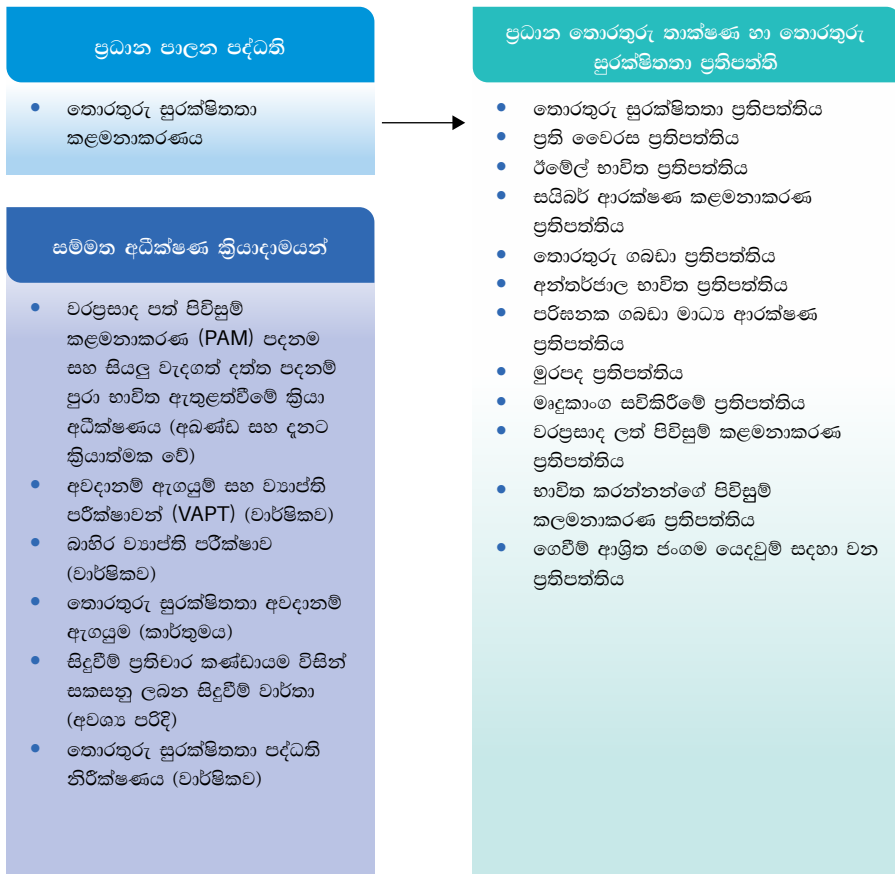 ප්‍රධාන පාලන පද්ධති
තොරතුරු සුරක්ෂිතතා
කළමනාකරණය
සම්මත අධීක්ෂණ ක්‍රියාදාමයන්
වරප්‍රසාද පත් පිවිසුම්
කළමනාකරණ (PAM) පදනම
සහ සියලු වැදගත් දත්ත පදනම්
පුරා භාවිත ඇතුළත්වීමේ ක්‍රියා
අධීක්ෂණය (අඛණ්ඩ සහ දැනට
ක්‍රියාත්මක වේ)
අවදානම් ඇගයුම් සහ ව්‍යාප්ති
පරීක්ෂාවන් (VAPT) (වාර්ෂිකව)
බාහිර ව්‍යාප්ති පරීක්ෂාව
(වාර්ෂිකව)
තොරතුරු සුරක්ෂිතතා අවදානම්
ඇගයුම (කාර්තුමය)
සිදුවීම් ප්‍රතිචාර කණ්ඩායම විසින්
සකසනු ලබන සිදුවීම් වාර්තා
(අවශ්‍ය පරිදි)
තොරතුරු සුරක්ෂිතතා පද්ධති
නිරීක්ෂණය (වාර්ෂිකව)
ප්‍රධාන තොරතුරු තාක්ෂණ හා තොරතුරු
සුරක්ෂිතතා ප්‍රතිපත්ති
තොරතුරු සුරක්ෂිතතා ප්‍රතිපත්තිය
ප්‍රති වෛරස ප්‍රතිපත්තිය
ඊමේල් භාවිත ප්‍රතිපත්තිය
සයිබර් ආරක්ෂණ කළමනාකරණ
ප්‍රතිපත්තිය
තොරතුරු ගබඩා ප්‍රතිපත්තිය
අන්තර්ජාල භාවිත ප්‍රතිපත්තිය
පරිඝනක ගබඩා මාධ්‍ය ආරක්ෂණ
ප්‍රතිපත්තිය
මුරපද ප්‍රතිපත්තිය
මෘදුකාංග සවිකිරීමේ ප්‍රතිපත්තිය
වරප්‍රසාද ලත් පිවිසුම් කළමනාකරණ
ප්‍රතිපත්තිය
භාවිත කරන්නන්ගේ පිවිසුම්
කලමනාකරණ ප්‍රතිපත්තිය
ගෙවීම් ආශ්‍රිත ජංගම යෙදවුම් සදහා වන
ප්‍රතිපත්තිය